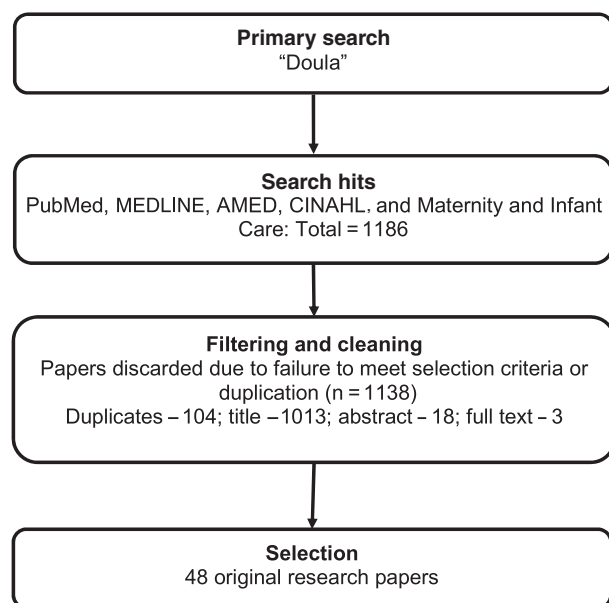 Primary search
“Doula”
Search hits
PubMed, MEDLINE, AMED, CINAHL, and Maternity and Infant
Care: Total = 1186
Filtering and cleaning
Papers discarded due to failure to meet selection criteria or
duplication (n = 1138)
Duplicates – 104; title –1013; abstract – 18; full text – 3
Selection
48 original research papers